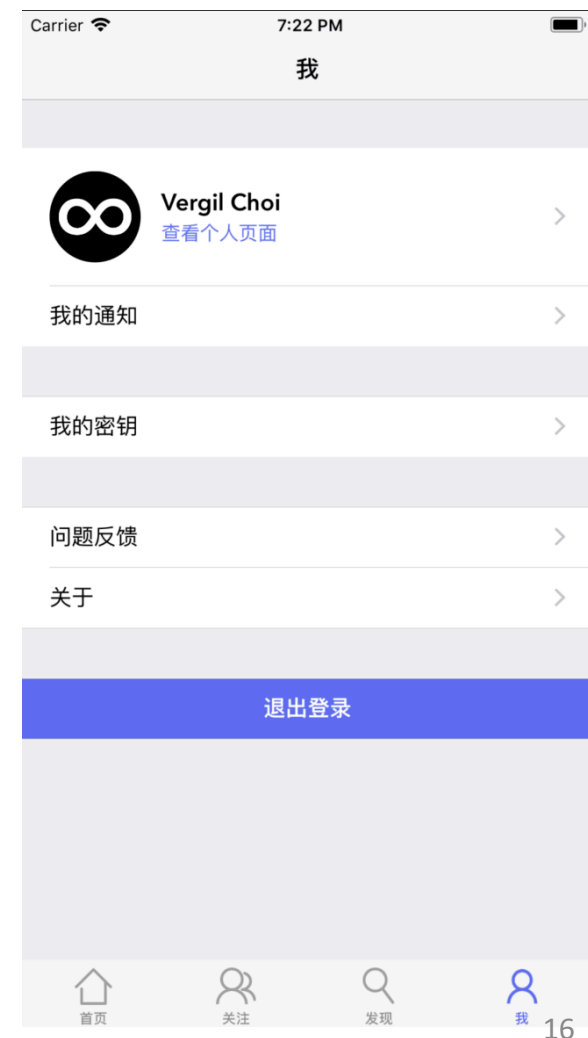 Carrier 7:22 PM
我
Vergil Choi
查看个人页面
我的通知
我的密钥
问题反馈
关于
退出登录
首页 关注 发现 我
16